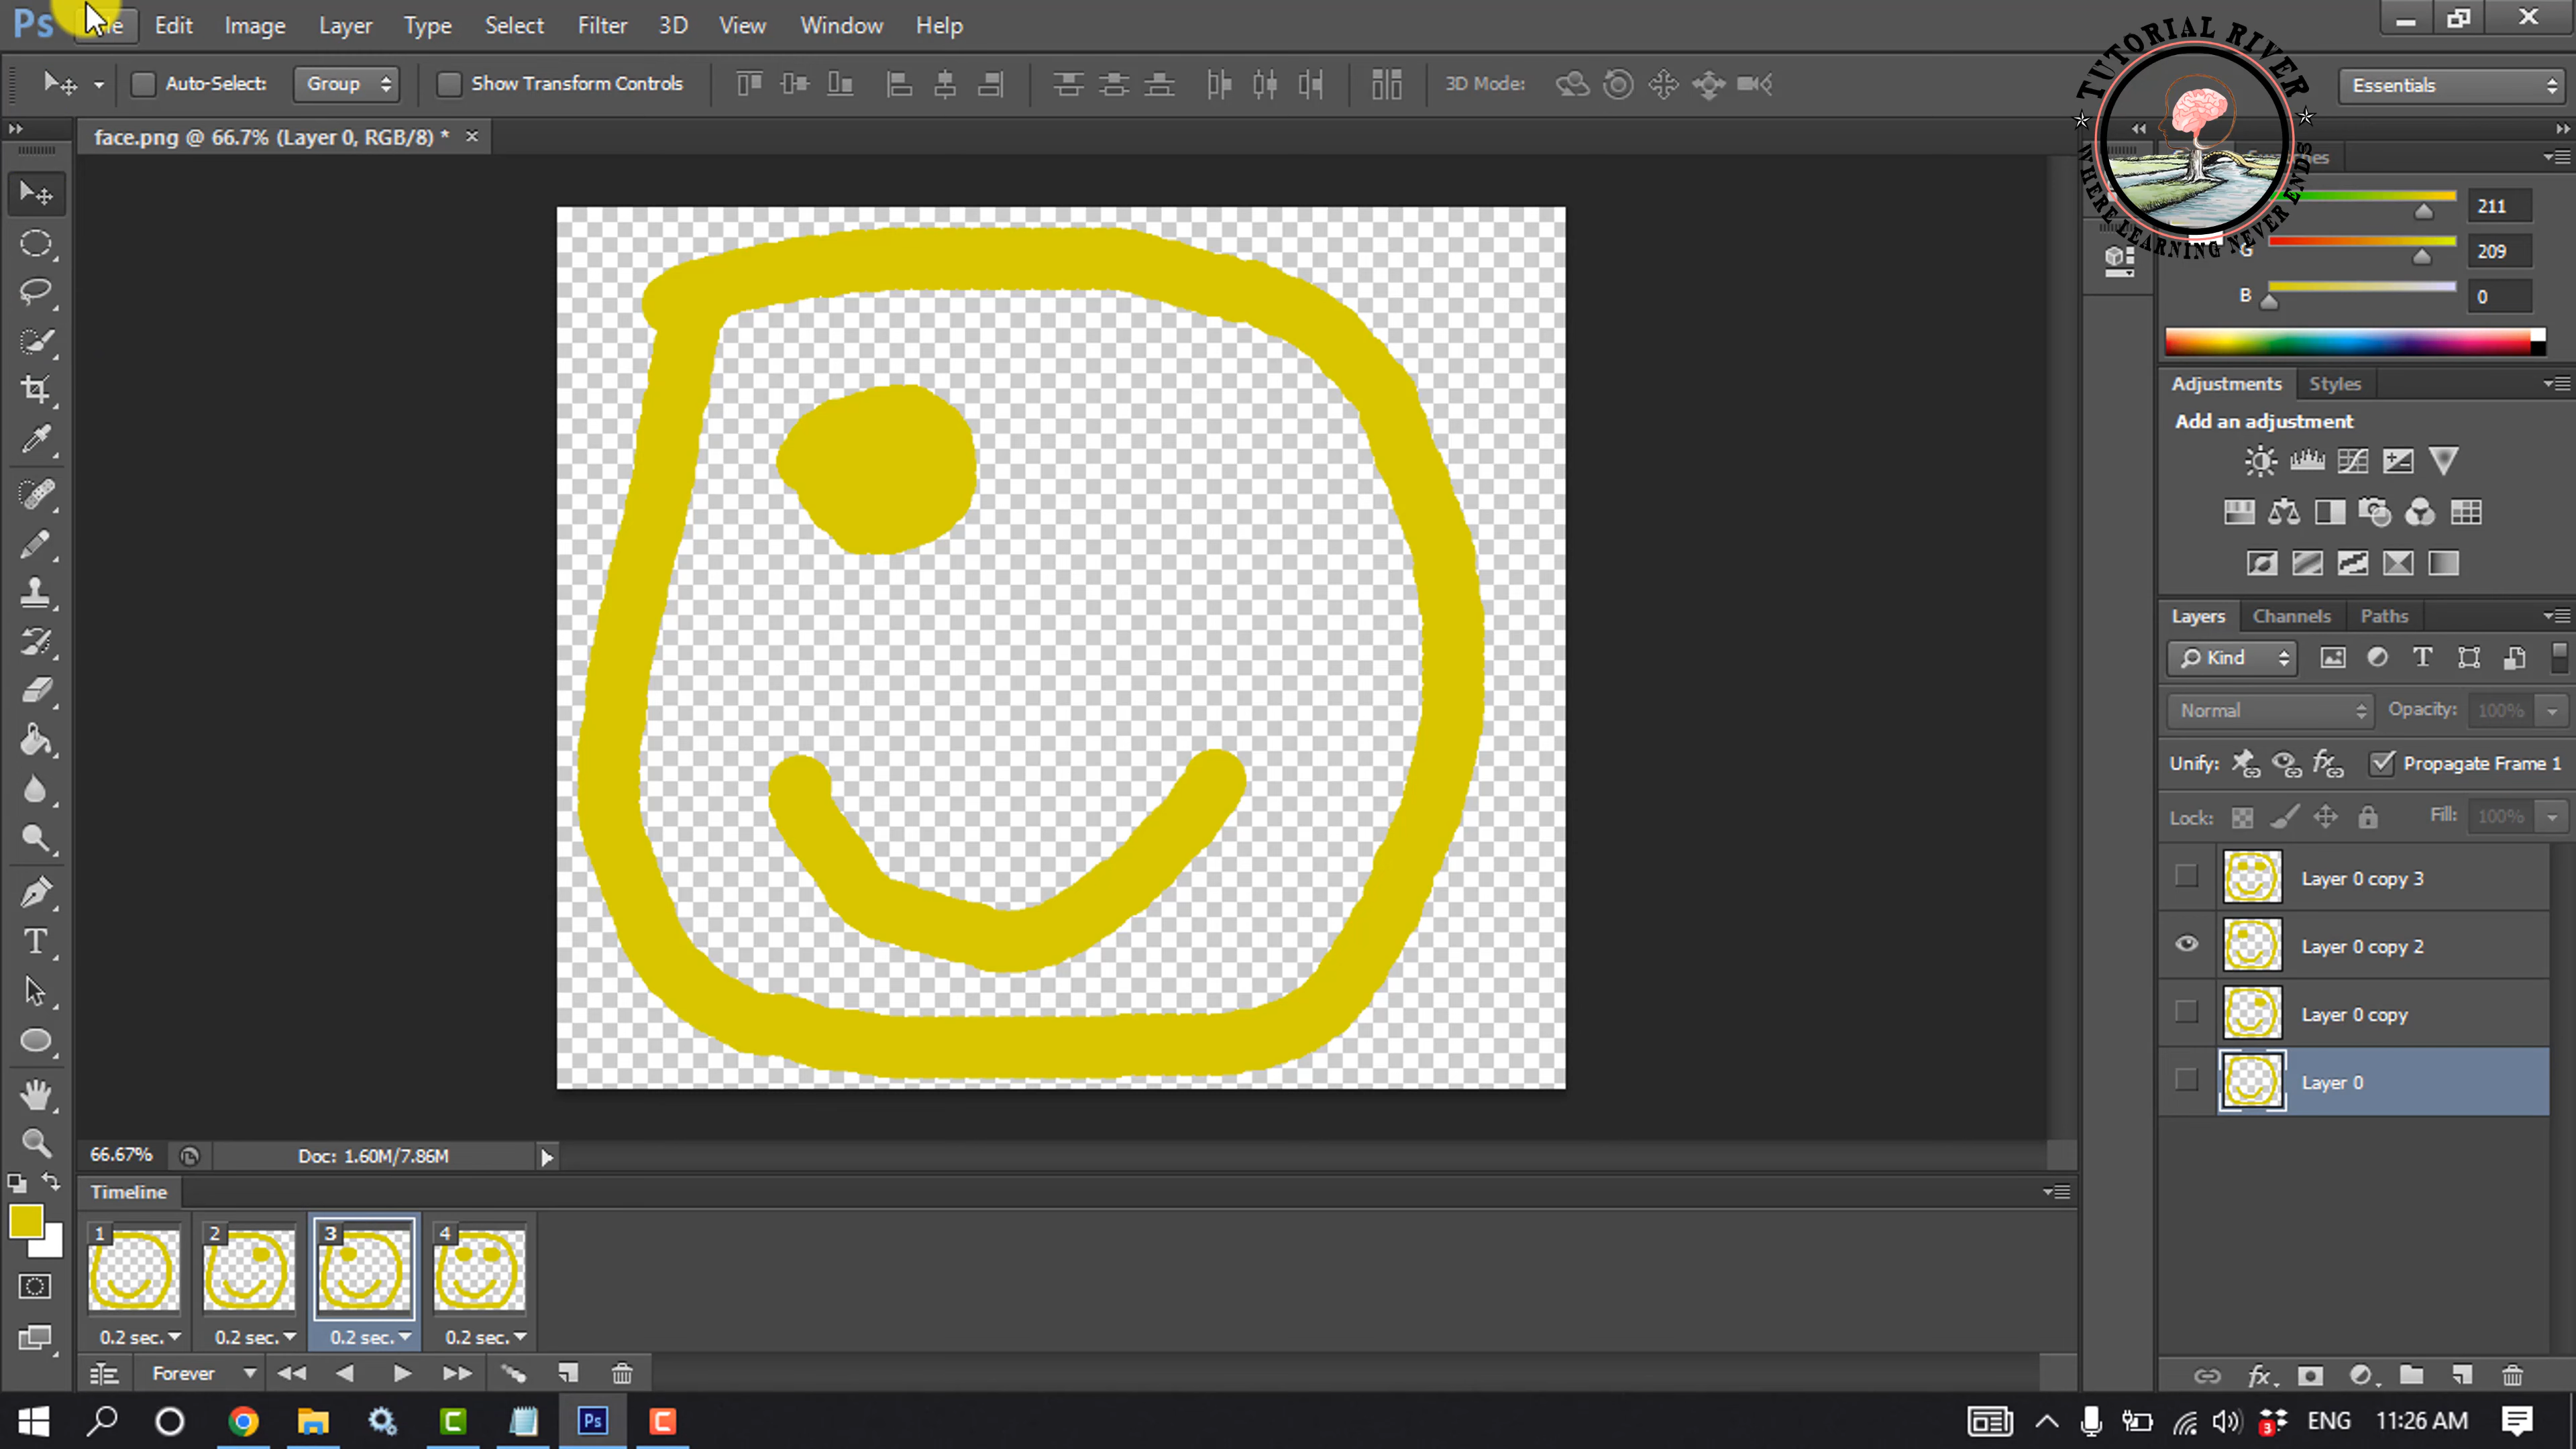 Ps File Edit Image Layer Type Select Filter 3D View Window Help
Auto-Select: Group Show Transform Controls 3D Mode: Essentials
TUTORIAL RIVER
WHERE LEARNING NEVER ENDS
face.png @ 66.7% (Layer 0, RGB/8) *
211
G 209
B 0
Adjustments Styles
Add an adjustment
Layers Channels Paths
Kind
Normal Opacity: 100%
Unify: Propagate Frame 1
Lock: Fill: 100%
Layer 0 copy 3
Layer 0 copy 2
Layer 0 copy
Layer 0
66.67% Doc: 1.60M/7.86M
Timeline
1 2 3 4
0.2 sec. 0.2 sec. 0.2 sec. 0.2 sec.
Forever
Ps 3 ENG 11:26 AM